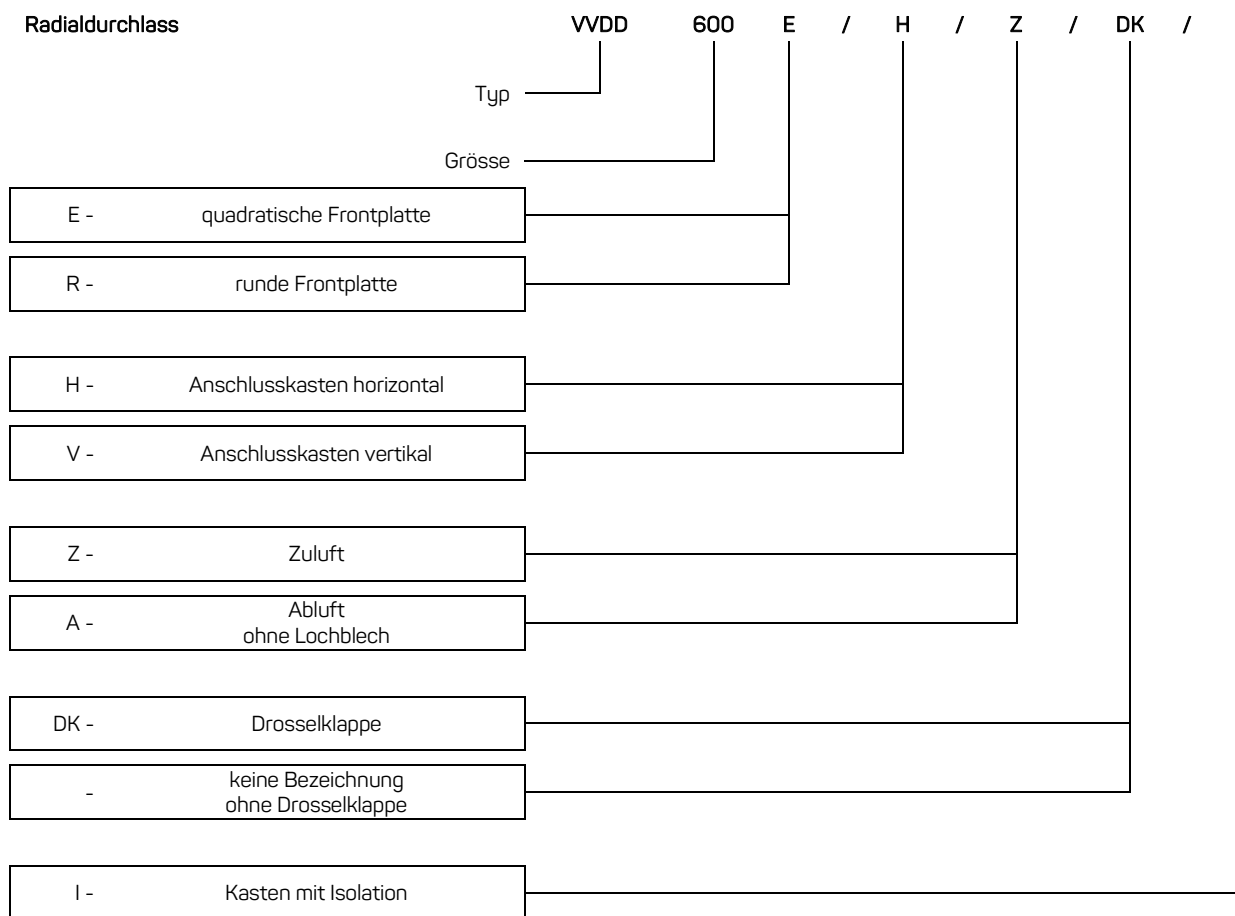 Radialdurchlass VVDD 600 E / H / Z / DK /
Typ
Grösse
E - quadratische Frontplatte
R - runde Frontplatte
H - Anschlusskasten horizontal
V - Anschlusskasten vertikal
Z - Zuluft
A - Abluft
ohne Lochblech
DK - Drosselklappe
- keine Bezeichnung
ohne Drosselklappe
I - Kasten mit Isolation